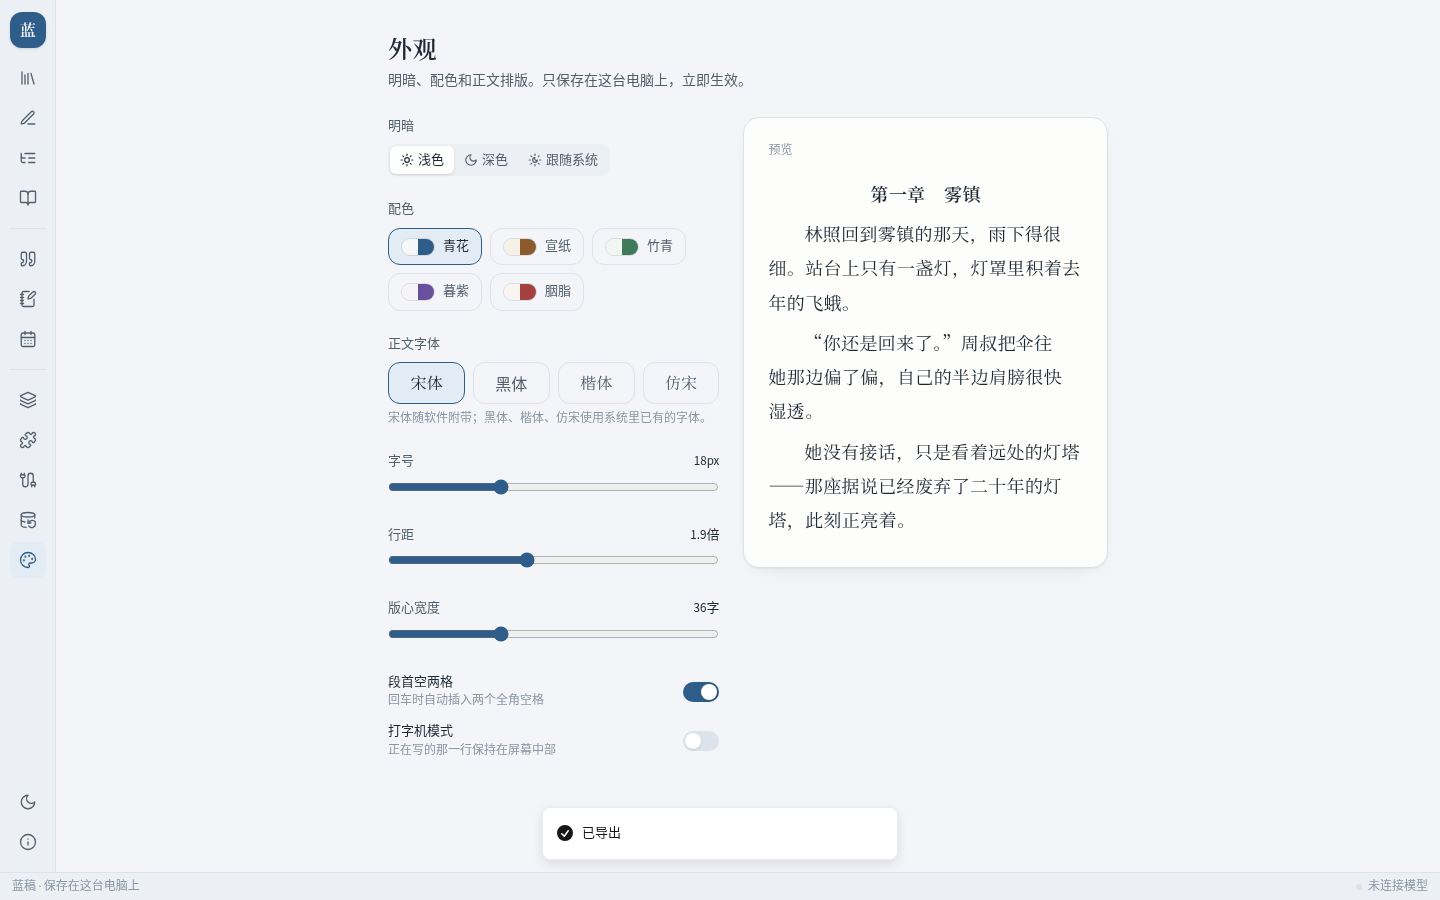 蓝
外观
明暗、配色和正文排版。只保存在这台电脑上，立即生效。
明暗
浅色 深色 跟随系统
配色
青花 宣纸 竹青
暮紫 胭脂
正文字体
宋体 黑体 楷体 仿宋
宋体随软件附带；黑体、楷体、仿宋使用系统里已有的字体。
字号 18px
行距 1.9倍
版心宽度 36字
段首空两格
回车时自动插入两个全角空格
打字机模式
正在写的那一行保持在屏幕中部
预览
第一章　雾镇
林照回到雾镇的那天，雨下得很
细。站台上只有一盏灯，灯罩里积着去
年的飞蛾。
“你还是回来了。”周叔把伞往
她那边偏了偏，自己的半边肩膀很快
湿透。
她没有接话，只是看着远处的灯塔
——那座据说已经废弃了二十年的灯
塔，此刻正亮着。
已导出
蓝稿 · 保存在这台电脑上
未连接模型